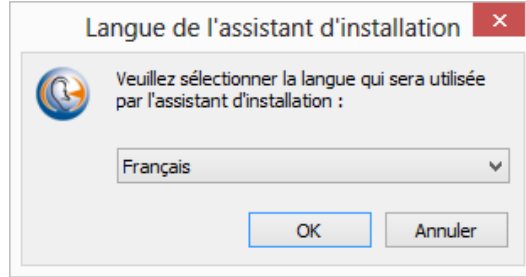 Langue de l'assistant d'installation
Veuillez sélectionner la langue qui sera utilisée
par l'assistant d'installation :
Français
OK
Annuler